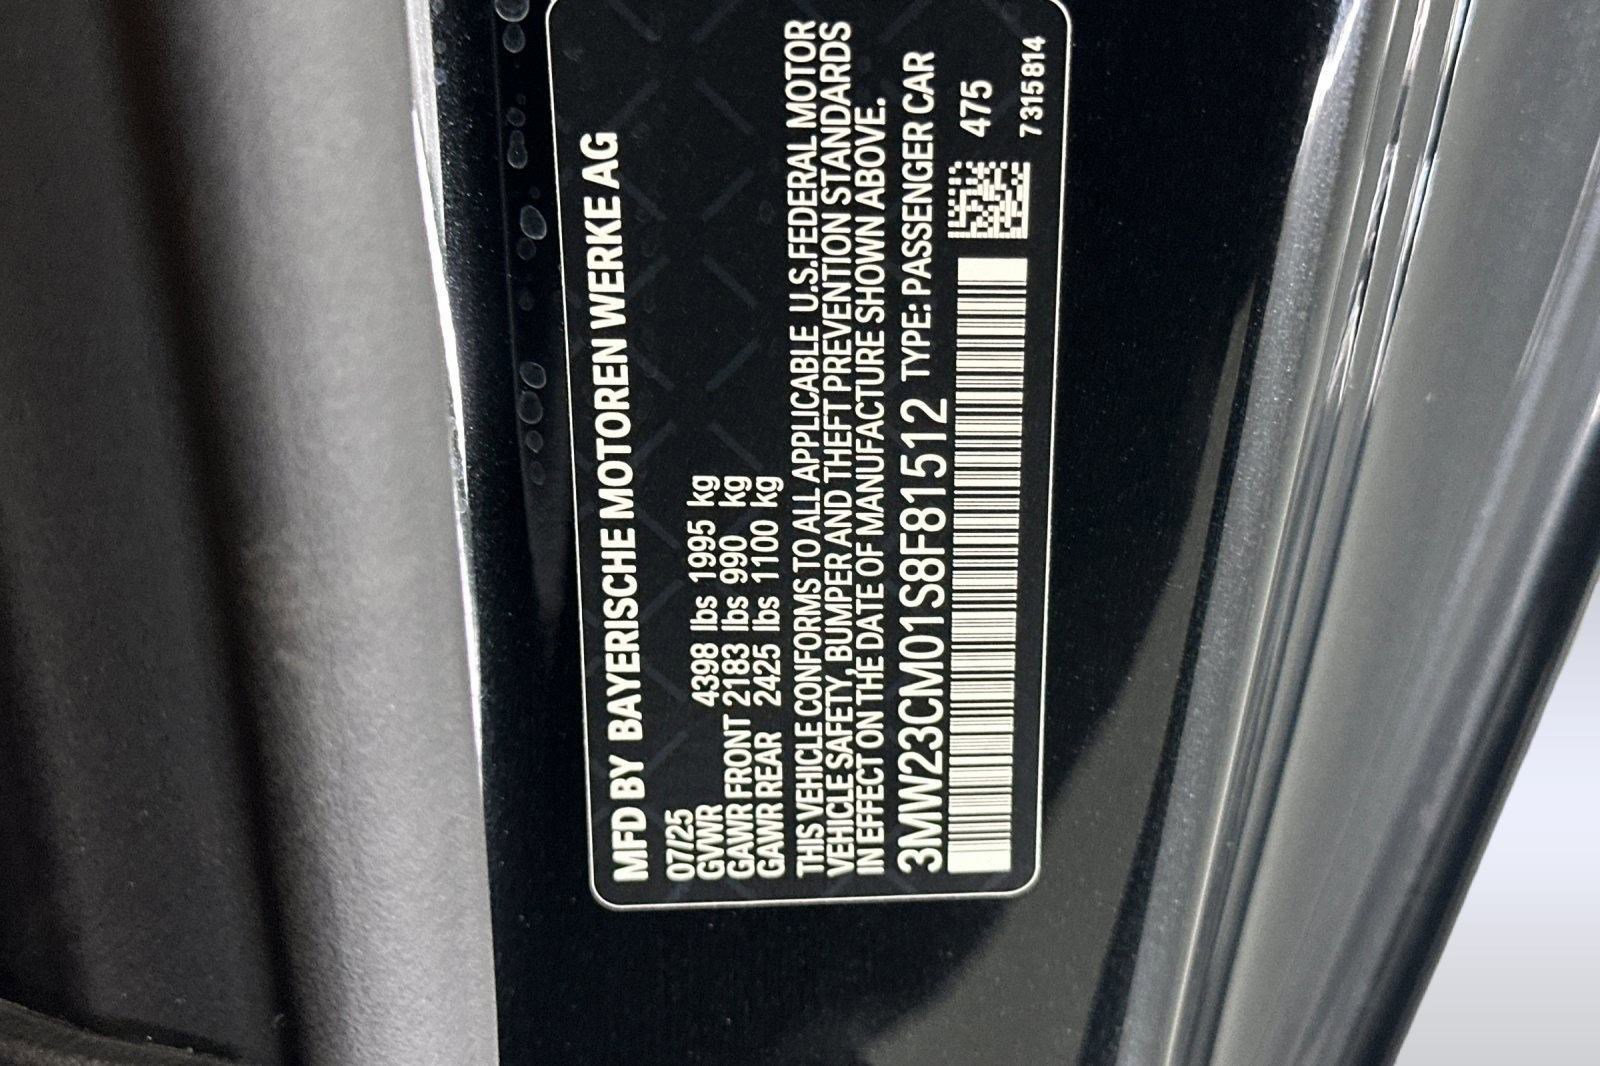 MFD BY BAYERISCHE MOTOREN WERKE AG
07/25
GVWR 4398 lbs 1995 kg
GAWR FRONT 2183 lbs 990 kg
GAWR REAR 2425 lbs 1100 kg
THIS VEHICLE CONFORMS TO ALL APPLICABLE U.S.FEDERAL MOTOR
VEHICLE SAFETY, BUMPER AND THEFT PREVENTION STANDARDS
IN EFFECT ON THE DATE OF MANUFACTURE SHOWN ABOVE.
3MW23CM01S8F81512 TYPE: PASSENGER CAR
475
7315814